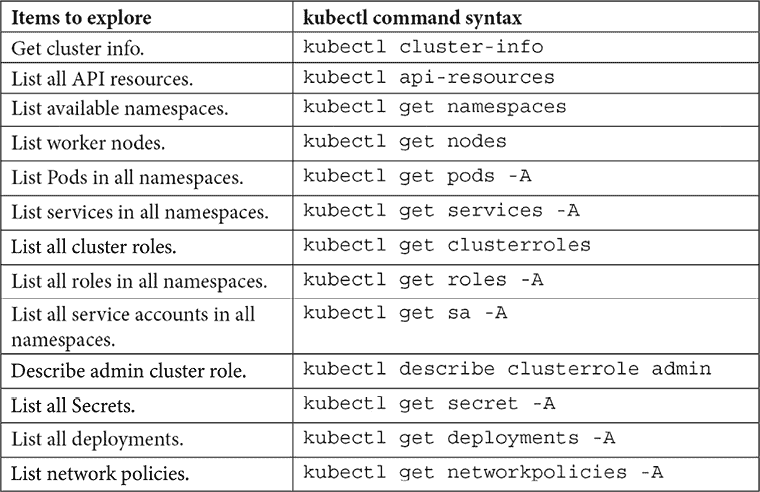 Items to explore kubectl command syntax
Get cluster info. kubectl cluster-info
List all API resources. kubectl api-resources
List available namespaces. kubectl get namespaces
List worker nodes. kubectl get nodes
List Pods in all namespaces. kubectl get pods -A
List services in all namespaces. kubectl get services -A
List all cluster roles. kubectl get clusterroles
List all roles in all namespaces. kubectl get roles -A
List all service accounts in all kubectl get sa -A
namespaces.
Describe admin cluster role. kubectl describe clusterrole admin
List all Secrets. kubectl get secret -A
List all deployments. kubectl get deployments -A
List network policies. kubectl get networkpolicies -A